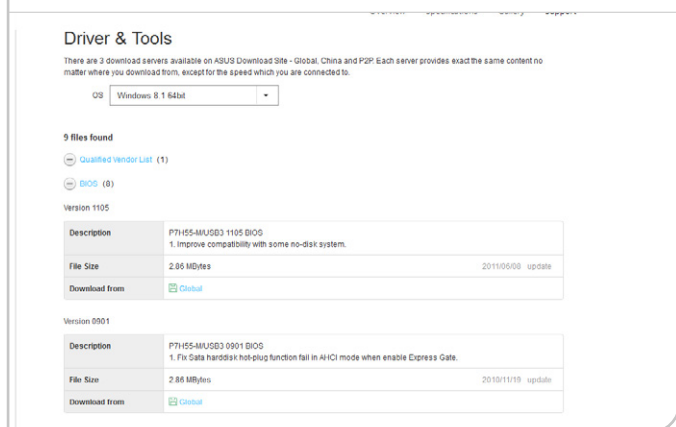 Driver & Tools
There are 3 download servers available on ASUS Download Site - Global, China and P2P. Each server provides exact the same content no
matter where you download from, except for the speed which you are connected to.
OS Windows 8.1 64bit
9 files found
Qualified Vendor List (1)
BIOS (8)
Version 1105
Description P7H55-M/USB3 1105 BIOS
1. Improve compatibility with some no-disk system.
File Size 2.86 MBytes 2011/06/08 update
Download from Global
Version 0901
Description P7H55-M/USB3 0901 BIOS
1. Fix Sata harddisk hot-plug function fail in AHCI mode when enable Express Gate.
File Size 2.86 MBytes 2010/11/19 update
Download from Global